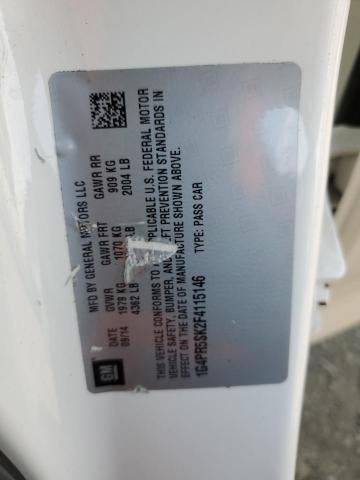 GM
MFD BY GENERAL MOTORS LLC
DATE GVWR GAWR FRT GAWR RR
09/14 1979 KG 1070 KG 909 KG
4362 LB LB 2004 LB
THIS VEHICLE CONFORMS TO APPLICABLE U.S. FEDERAL MOTOR
VEHICLE SAFETY, BUMPER, AND PREVENTION STANDARDS IN
EFFECT ON THE DATE OF MANUFACTURE SHOWN ABOVE.
1G4PR5SK2F4115146 TYPE: PASS CAR